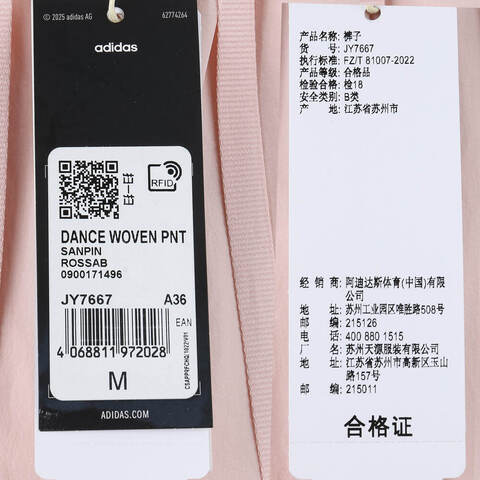 © 2025 adidas AG
62774264
adidas
扫一扫
RFID
DANCE WOVEN PNT
SANPIN
ROSSAB
0900171496
JY7667
A36
EAN
4 068811 972028
M
ADIDAS.COM
产品名称: 裤子
货 号: JY7667
执行标准: FZ/T 81007-2022
产品等级: 合格品
检验合格: 检18
安全类别: B类
产 地: 江苏省苏州市
经 销 商: 阿迪达斯体育(中国)有限
公司
地 址: 苏州工业园区唯胜路508号
邮 编: 215126
电 话: 400 880 1515
厂 名: 苏州天源服装有限公司
地 址: 江苏省苏州市高新区玉山
路157号
邮 编: 215011
合格证